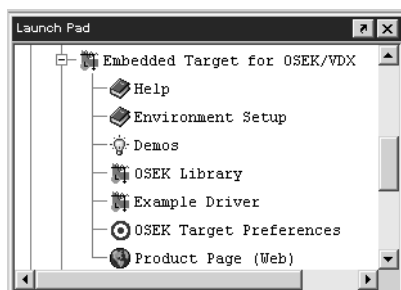 Launch Pad
Embedded Target for OSEK/VDX
Help
Environment Setup
Demos
OSEK Library
Example Driver
OSEK Target Preferences
Product Page (Web)